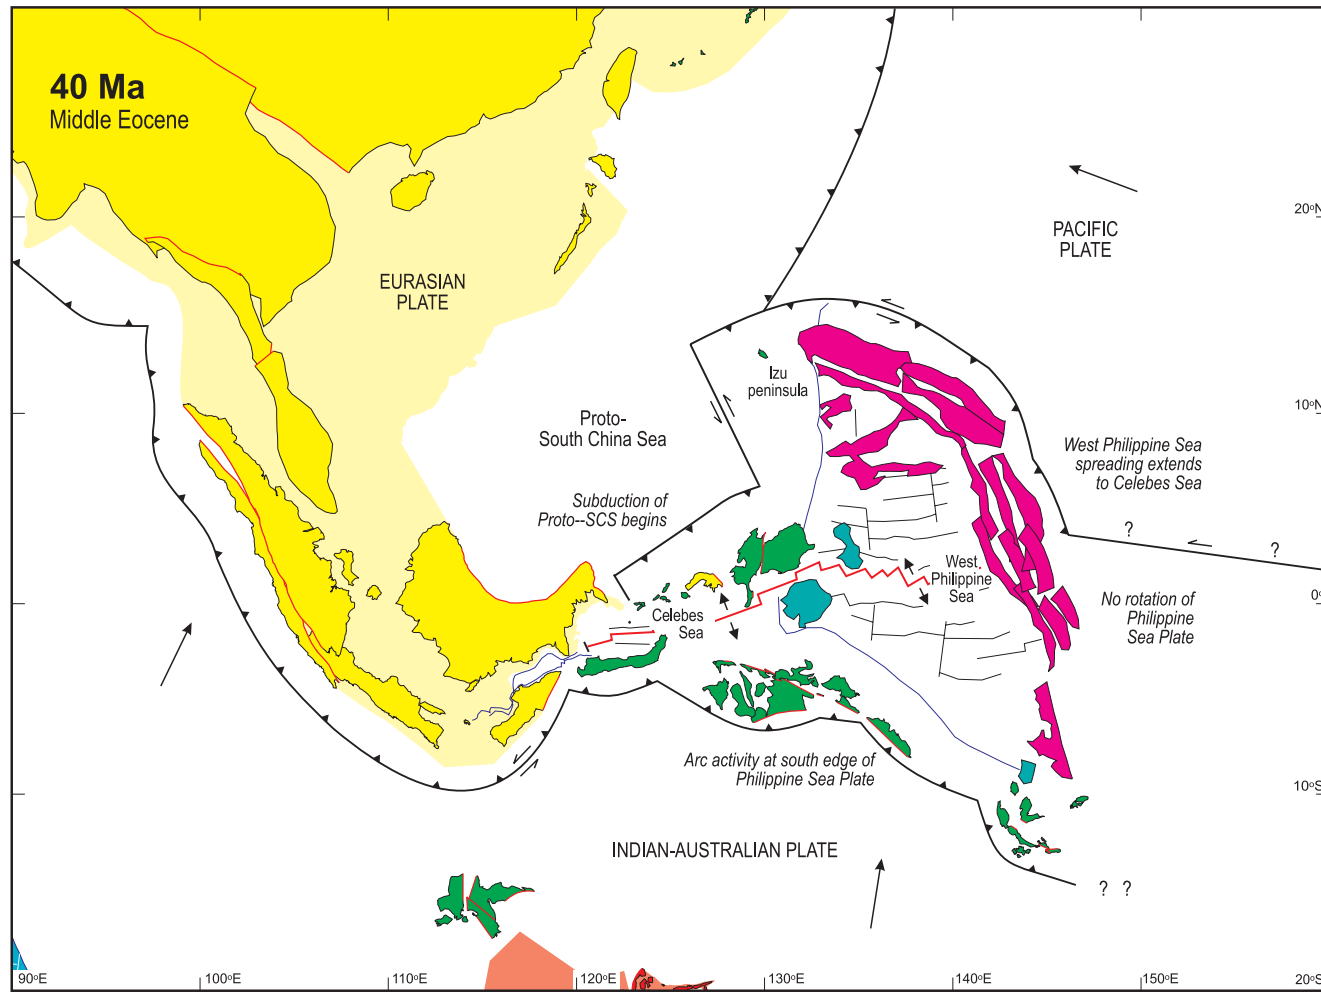 40 Ma
Middle Eocene
20°N
PACIFIC
PLATE
EURASIAN
PLATE
Izu
peninsula
10°N
Proto-
South China Sea
West Philippine Sea
spreading extends
to Celebes Sea
Subduction of
Proto--SCS begins
?
?
West
Philippine
Sea
0°
Celebes
Sea
No rotation of
Philippine
Sea Plate
Arc activity at south edge of
Philippine Sea Plate
10°S
INDIAN-AUSTRALIAN PLATE
? ?
90°E
100°E
110°E
120°E
130°E
140°E
150°E
20°S